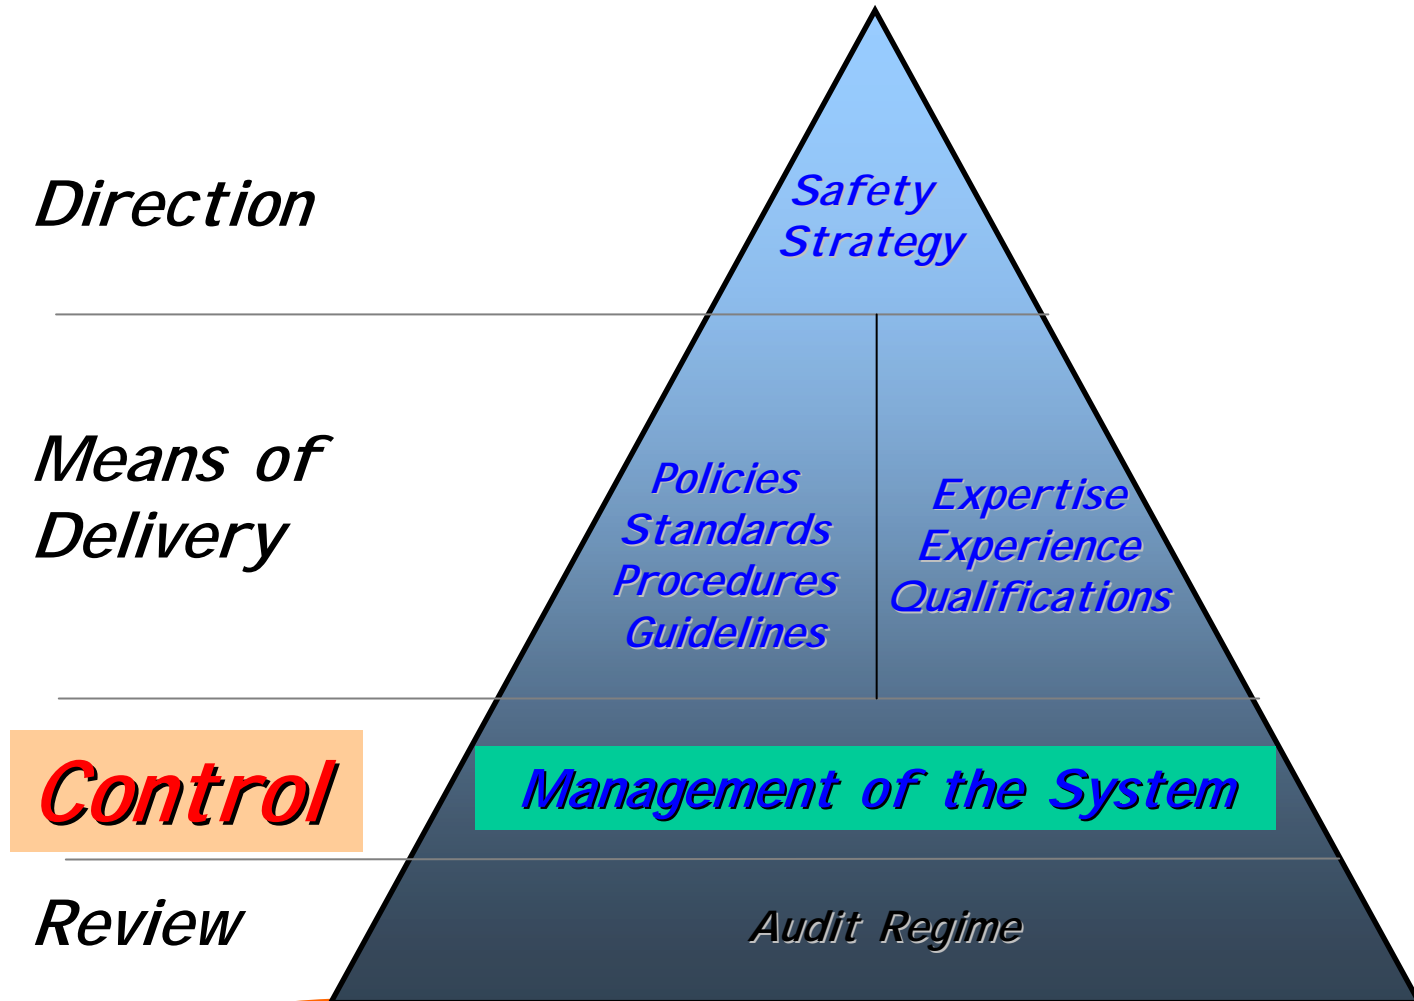 Direction
Safety
Strategy
Means of
Delivery
Policies
Standards
Procedures
Guidelines
Expertise
Experience
Qualifications
Control
Management of the System
Review
Audit Regime